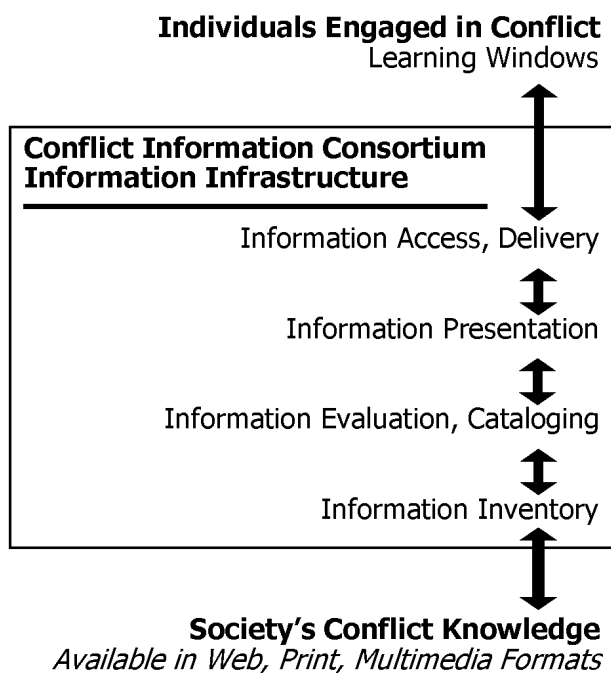 Individuals Engaged in Conflict
Learning Windows
Conflict Information Consortium
Information Infrastructure
Information Access, Delivery
Information Presentation
Information Evaluation, Cataloging
Information Inventory
Society’s Conflict Knowledge
Available in Web, Print, Multimedia Formats